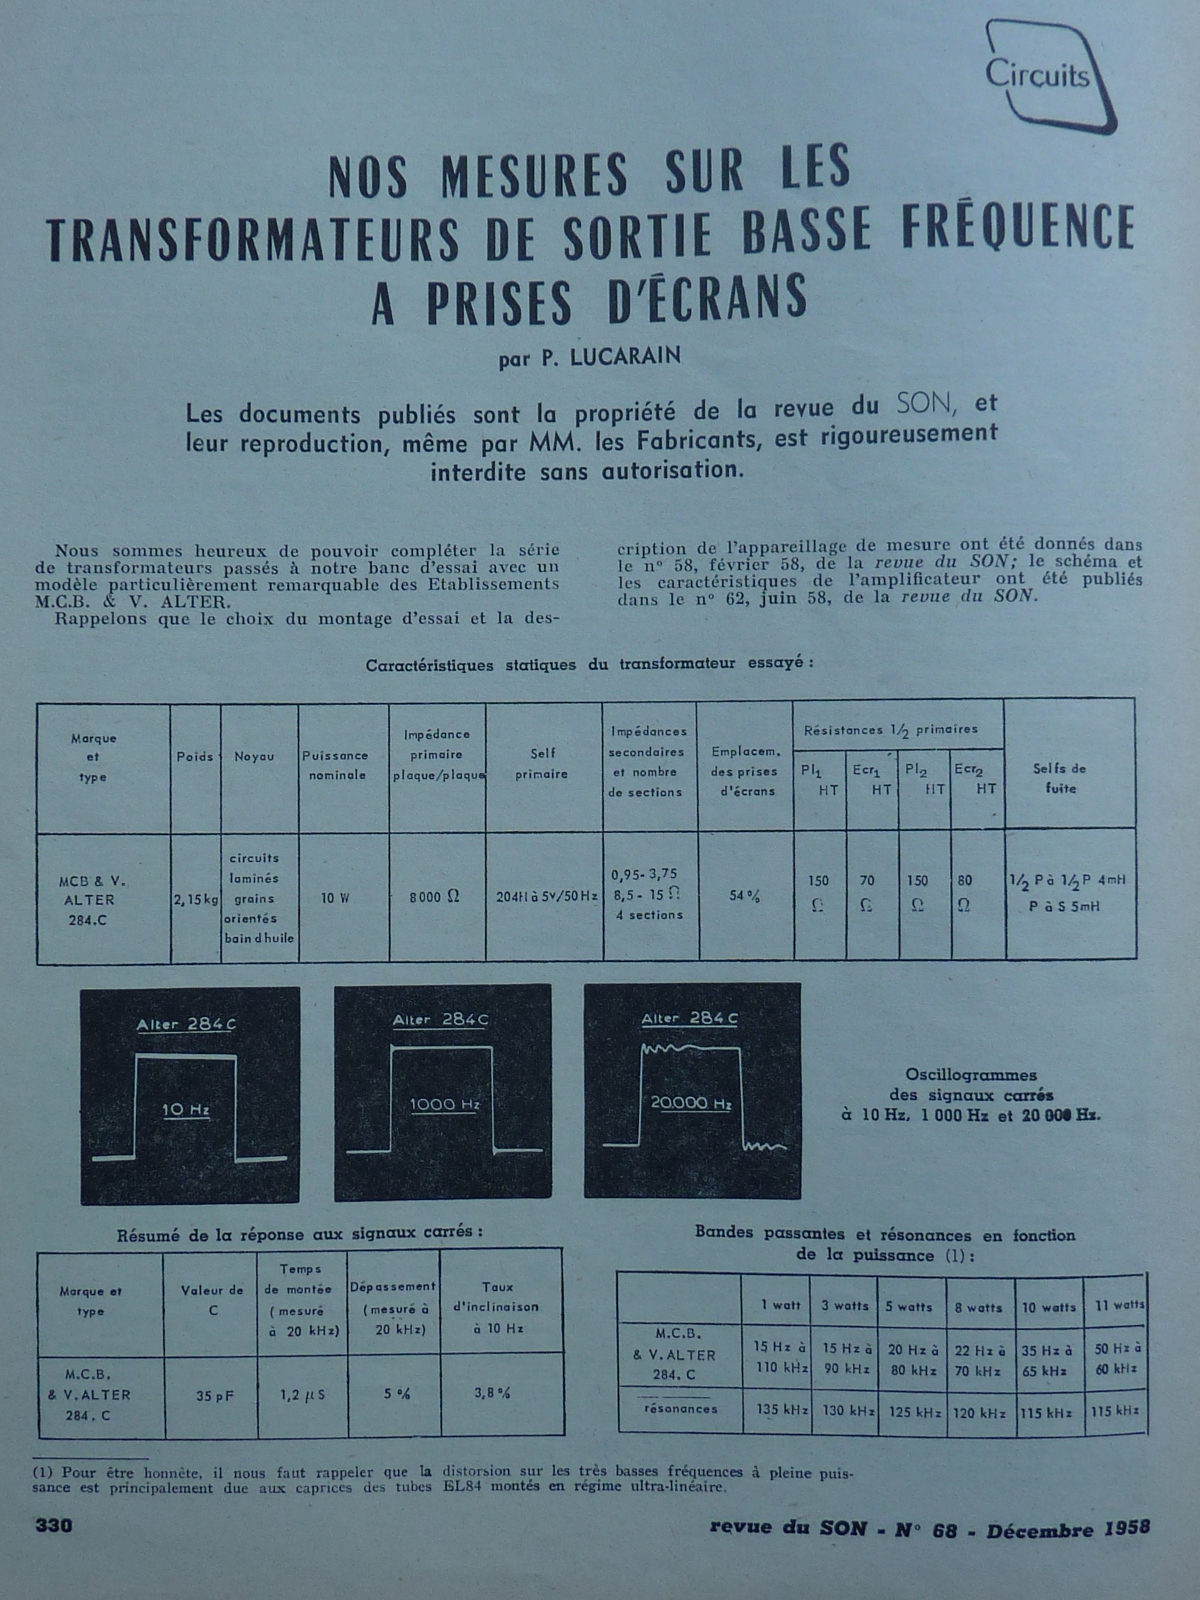 Circuits
NOS MESURES SUR LES
TRANSFORMATEURS DE SORTIE BASSE FRÉQUENCE
A PRISES D'ÉCRANS
par P. LUCARAIN
Les documents publiés sont la propriété de la revue du SON, et
leur reproduction, même par MM. les Fabricants, est rigoureusement
interdite sans autorisation.
Nous sommes heureux de pouvoir compléter la série
de transformateurs passés à notre banc d'essai avec un
modèle particulièrement remarquable des Etablissements
M.C.B. & V. ALTER.
Rappelons que le choix du montage d'essai et la des-
cription de l'appareillage de mesure ont été donnés dans
le n° 58, février 58, de la revue du SON; le schéma et
les caractéristiques de l'amplificateur ont été publiés
dans le n° 62, juin 58, de la revue du SON.
Caractéristiques statiques du transformateur essayé :
Marque
et
type
Poids
Noyau
Puissance
nominale
Impédance
primaire
plaque/plaque
Self
primaire
Impédances
secondaires
et nombre
de sections
Emplacem.
des prises
d'écrans
Résistances 1/2 primaires
Pl1
HT
Ecr1
HT
Pl2
HT
Ecr2
HT
Selfs de
fuite
MCB & V.
ALTER
284.C
2,15kg
circuits
laminés
grains
orientés
bain d'huile
10 W
8000 Ω
204H à 5v/50Hz
0,95- 3,75
8,5 - 15 Ω
4 sections
54 %
150
Ω
70
Ω
150
Ω
80
Ω
1/2 P à 1/2 P 4mH
P à S 5mH
Alter 284C
10 Hz
Alter 284C
1000 Hz
Alter 284C
20.000 Hz
Oscillogrammes
des signaux carrés
à 10 Hz, 1 000 Hz et 20 000 Hz.
Résumé de la réponse aux signaux carrés :
Marque et
type
Valeur de
C
Temps
de montée
( mesuré
à 20 kHz)
Dépassement
( mesuré à
20 kHz)
Taux
d'inclinaison
à 10 Hz
M.C.B.
& V. ALTER
284. C
35 pF
1,2 µS
5 %
3,8 %
Bandes passantes et résonances en fonction
de la puissance (1) :
1 watt
3 watts
5 watts
8 watts
10 watts
11 watts
M.C.B.
& V. ALTER
284. C
15 Hz à
110 kHz
15 Hz à
90 kHz
20 Hz à
80 kHz
22 Hz à
70 kHz
35 Hz à
65 kHz
50 Hz à
60 kHz
résonances
135 kHz
130 kHz
125 kHz
120 kHz
115 kHz
115 kHz
(1) Pour être honnête, il nous faut rappeler que la distorsion sur les très basses fréquences à pleine puis-
sance est principalement due aux caprices des tubes EL84 montés en régime ultra-linéaire.
330
revue du SON - N° 68 - Décembre 1958